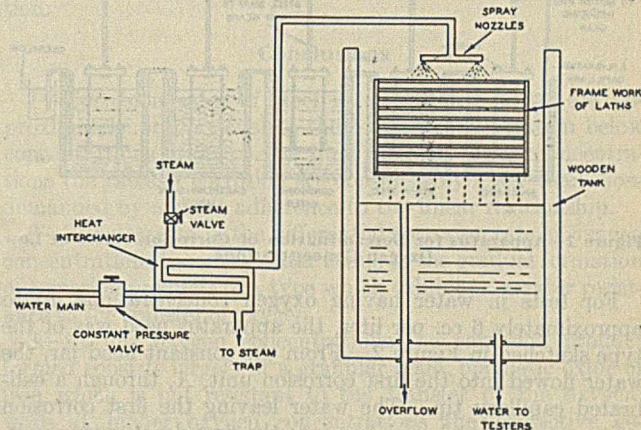 SPRAY
NOZZLES
FRAME WORK
OF LATHS
STEAM
WOODEN
TANK
STEAM
VALVE
HEAT
INTERCHANGER
WATER MAIN
CONSTANT PRESSURE
VALVE
TO STEAM
TRAP
OVERFLOW
WATER TO
TESTERS